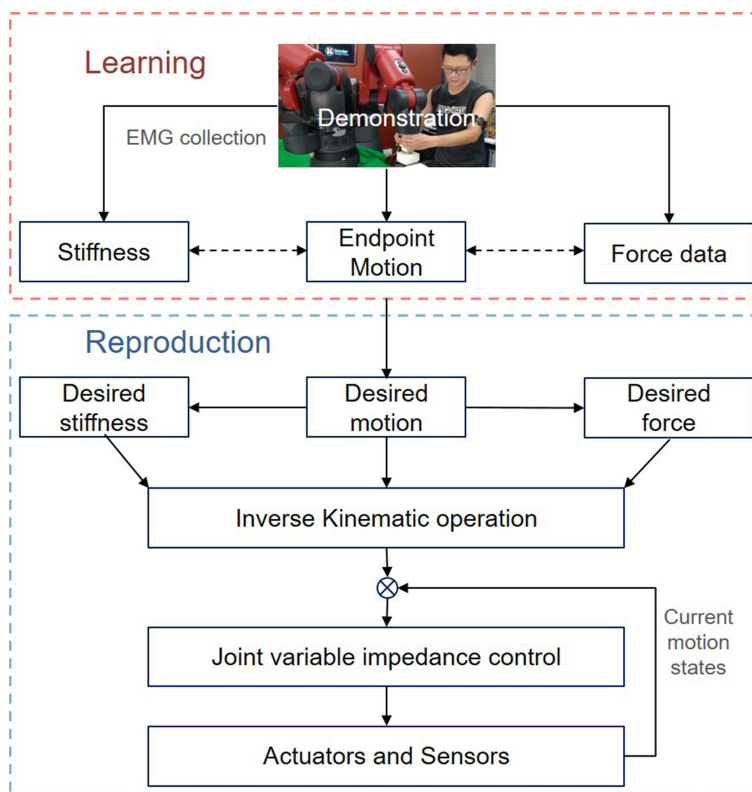 Learning
Demonstration
EMG collection
Stiffness
Endpoint
Motion
Force data
Reproduction
Desired
stiffness
Desired
motion
Desired
force
Inverse Kinematic operation
Current
motion
states
Joint variable impedance control
Actuators and Sensors